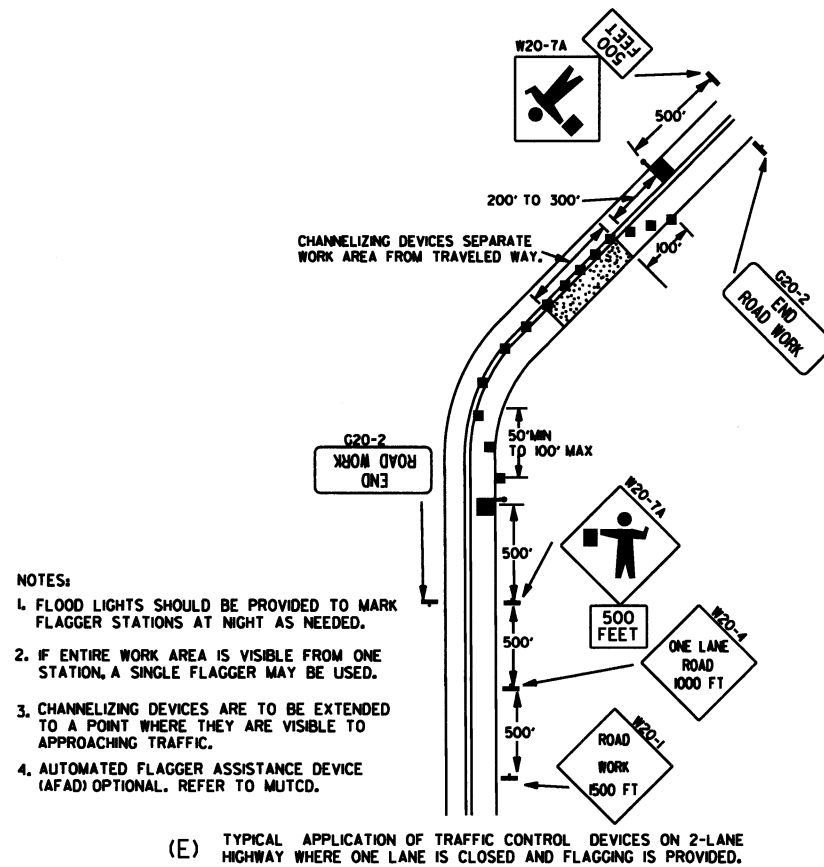 W20-7A
500
FEET
500'
200' TO 300'
CHANNELIZING DEVICES SEPARATE
WORK AREA FROM TRAVELED WAY.
100'
G20-2
END
ROAD WORK
50'MIN
TO 100' MAX
G20-2
END
ROAD WORK
W20-7A
500'
500
FEET
500'
W20-4
ONE LANE
ROAD
1000 FT
500'
W20-1
ROAD
WORK
1500 FT
NOTES:
1. FLOOD LIGHTS SHOULD BE PROVIDED TO MARK
FLAGGER STATIONS AT NIGHT AS NEEDED.
2. IF ENTIRE WORK AREA IS VISIBLE FROM ONE
STATION, A SINGLE FLAGGER MAY BE USED.
3. CHANNELIZING DEVICES ARE TO BE EXTENDED
TO A POINT WHERE THEY ARE VISIBLE TO
APPROACHING TRAFFIC.
4. AUTOMATED FLAGGER ASSISTANCE DEVICE
(AFAD) OPTIONAL. REFER TO MUTCD.
(E) TYPICAL APPLICATION OF TRAFFIC CONTROL DEVICES ON 2-LANE
HIGHWAY WHERE ONE LANE IS CLOSED AND FLAGGING IS PROVIDED.